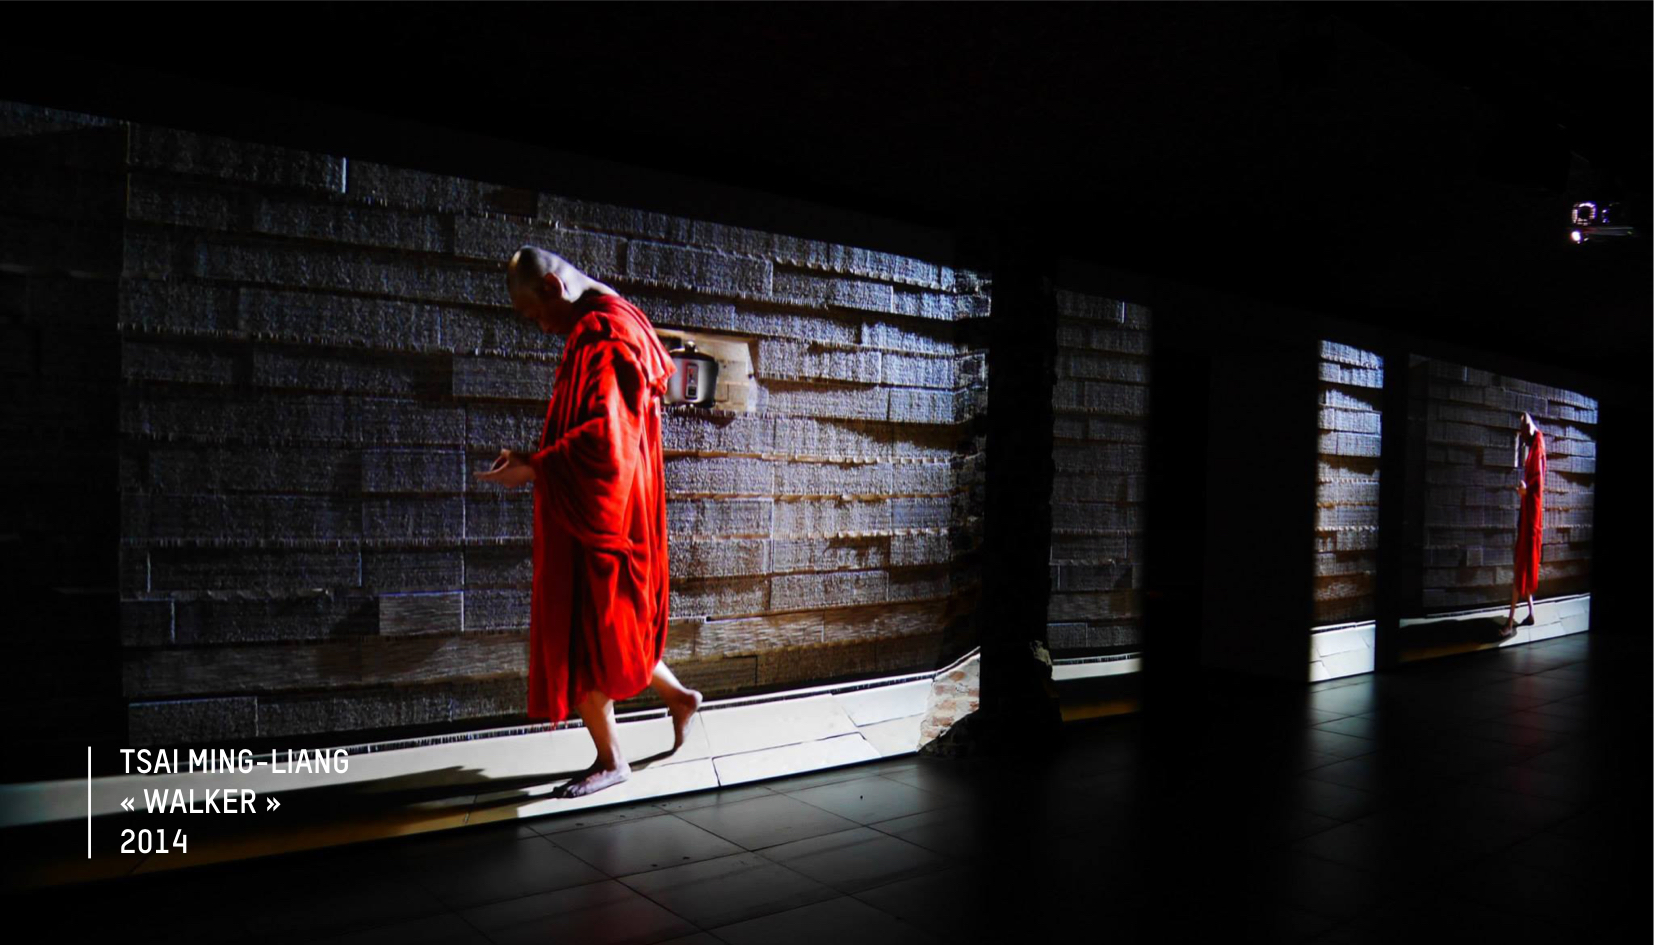 TSAI MING-LIANG
« WALKER »
2014